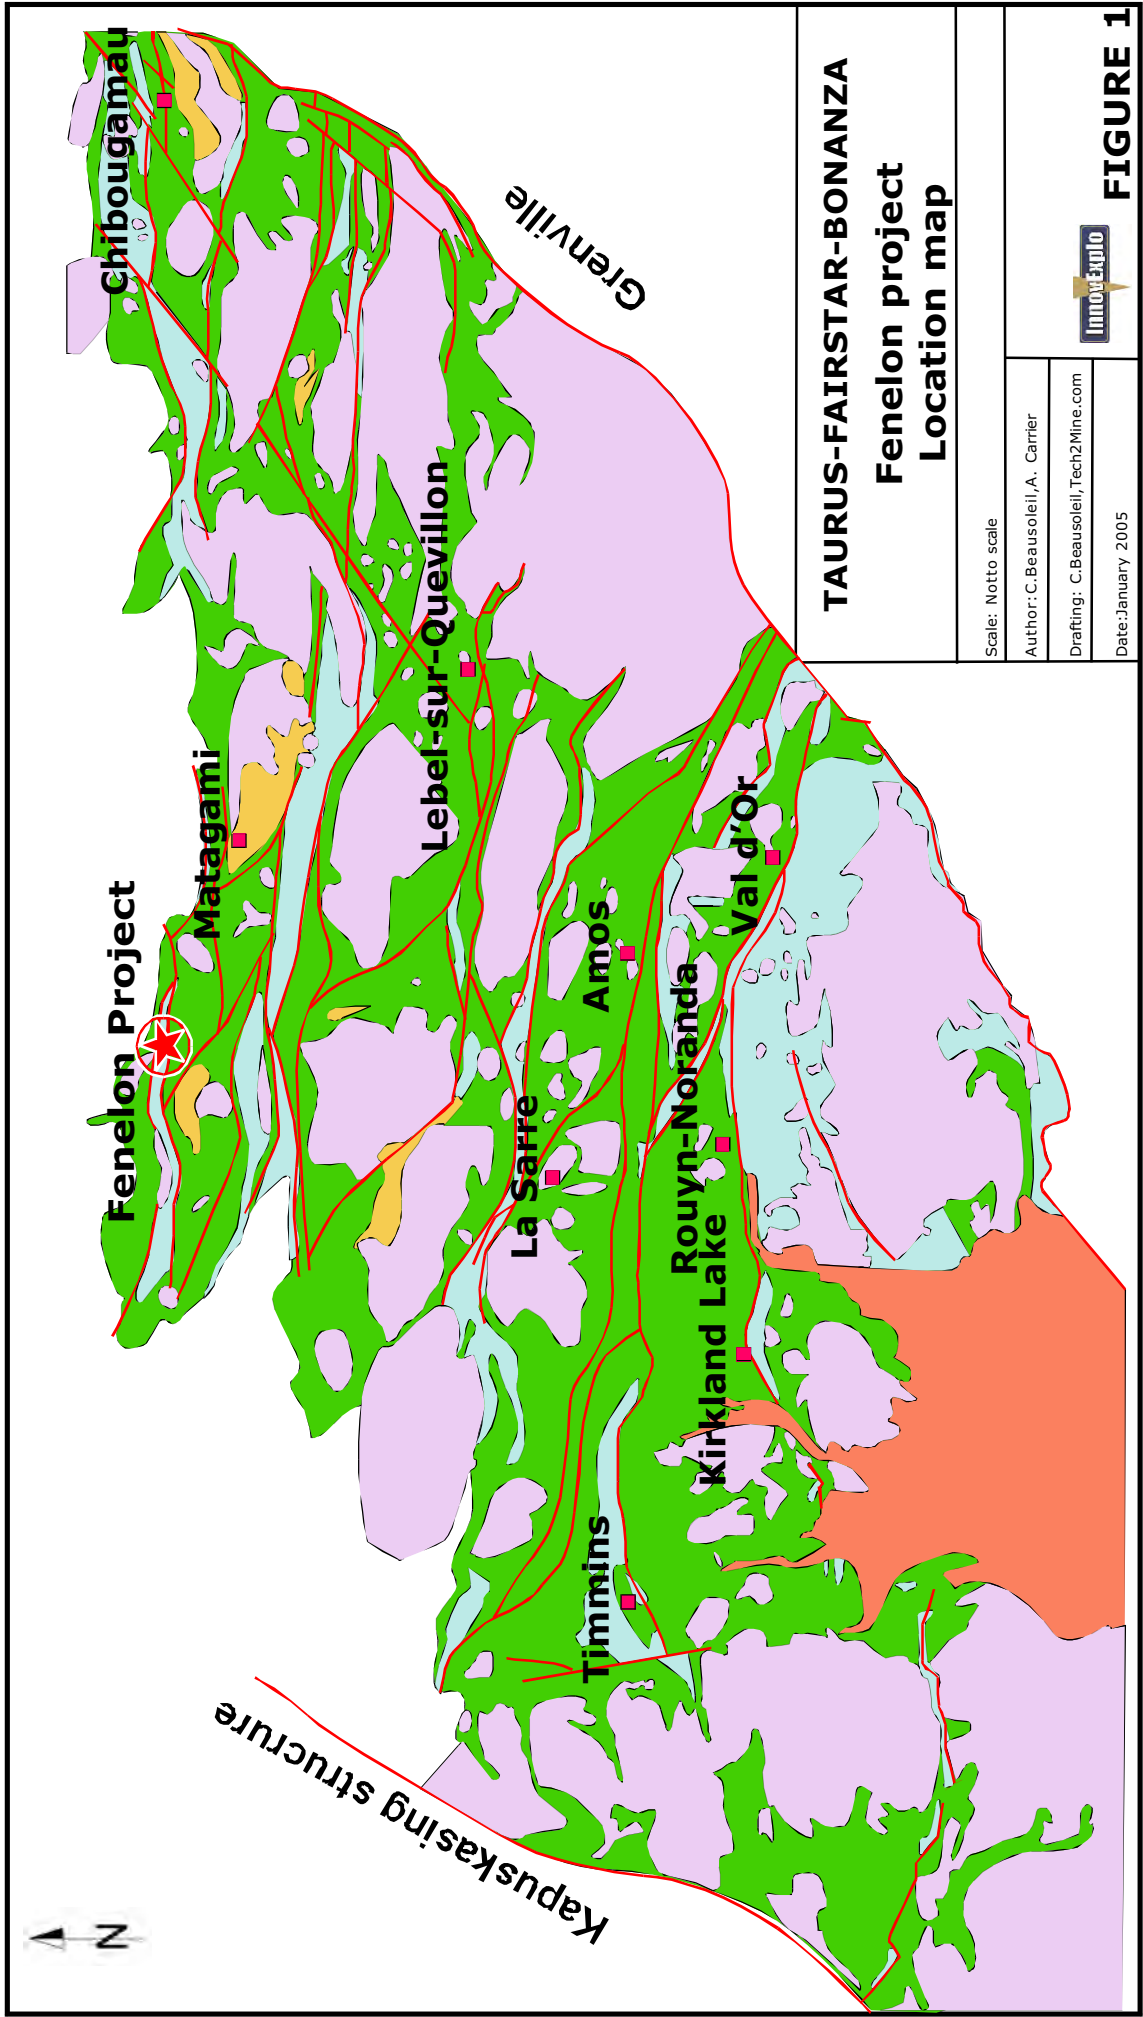 N
Chibougamau
Fenelon Project
Matagami
Lebel-sur-Quevillon
Grenville
La Sarre
Amos
Val d'Or
Rouyn-Noranda
Kirkland Lake
Timmins
Kapuskasing strucrure
TAURUS-FAIRSTAR-BONANZA
Fenelon project
Location map
Scale: Notto scale
Author: C.Beausoleil, A. Carrier
Drafting: C.Beausoleil, Tech2Mine.com
Date:January 2005
InnovExplo
FIGURE 1